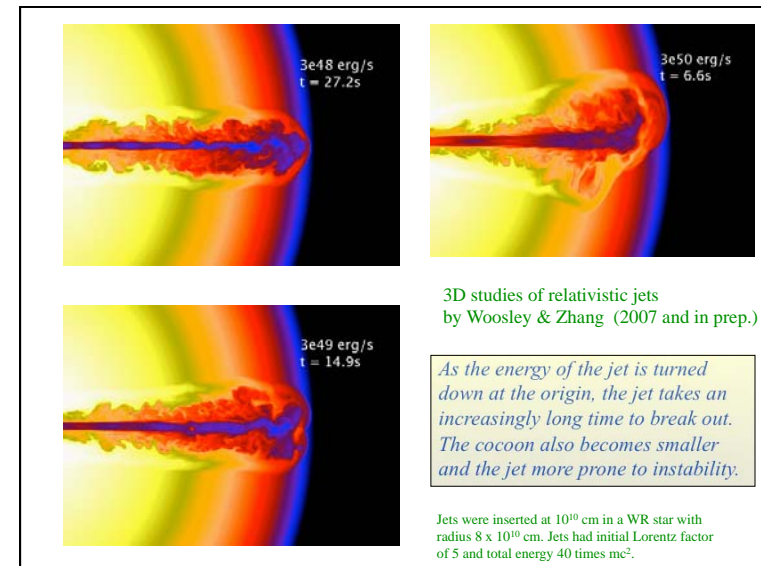 3e48 erg/s
t = 27.2s
3e50 erg/s
t = 6.6s
3D studies of relativistic jets
by Woosley & Zhang (2007 and in prep.)
3e49 erg/s
t = 14.9s
As the energy of the jet is turned
down at the origin, the jet takes an
increasingly long time to break out.
The cocoon also becomes smaller
and the jet more prone to instability.
Jets were inserted at 10¹⁰ cm in a WR star with
radius 8 x 10¹⁰ cm. Jets had initial Lorentz factor
of 5 and total energy 40 times mc².